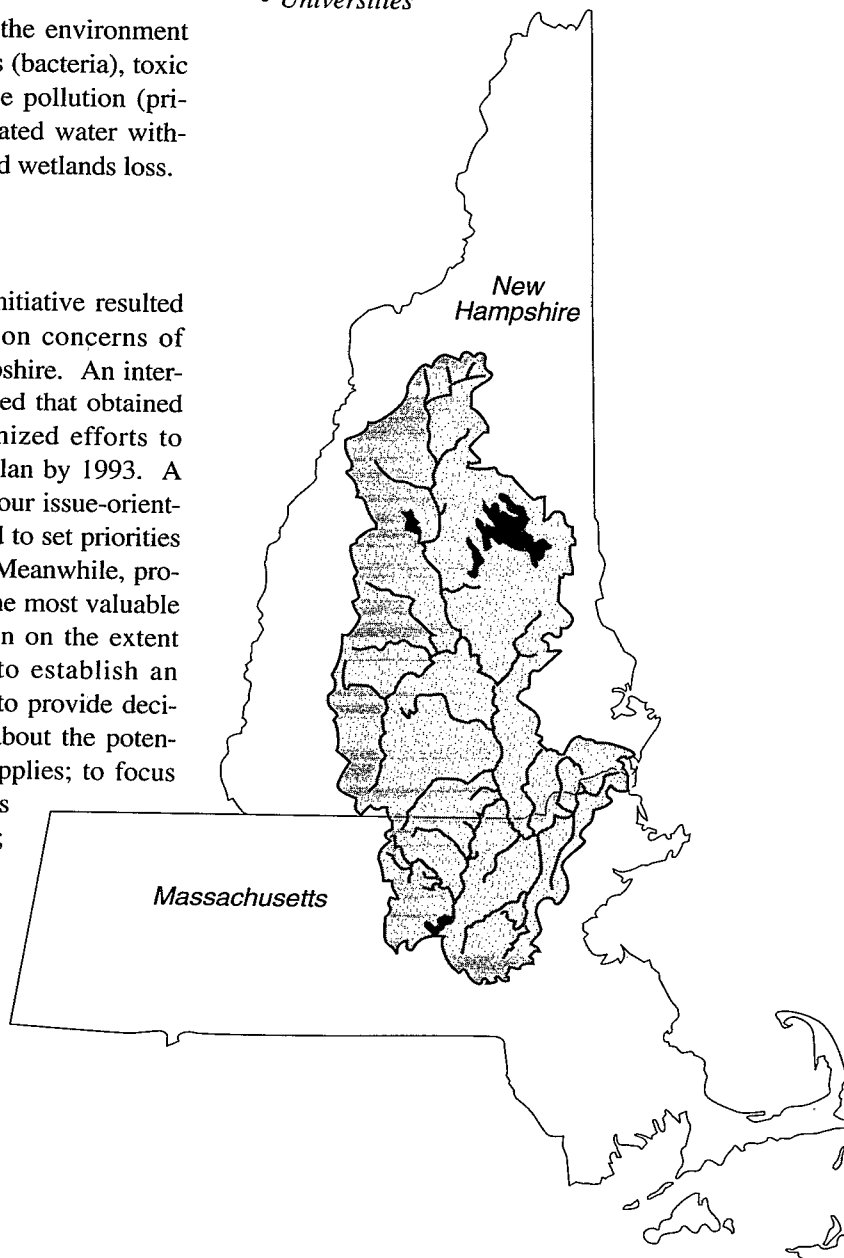 • Universities
the environment
s (bacteria), toxic
e pollution (pri-
ated water with-
d wetlands loss.
nitiative resulted
on concerns of
pshire. An inter-
ed that obtained
nized efforts to
lan by 1993. A
our issue-orient-
d to set priorities
Meanwhile, pro-
ne most valuable
n on the extent
to establish an
to provide deci-
about the poten-
pplies; to focus
s
;
New
Hampshire
Massachusetts